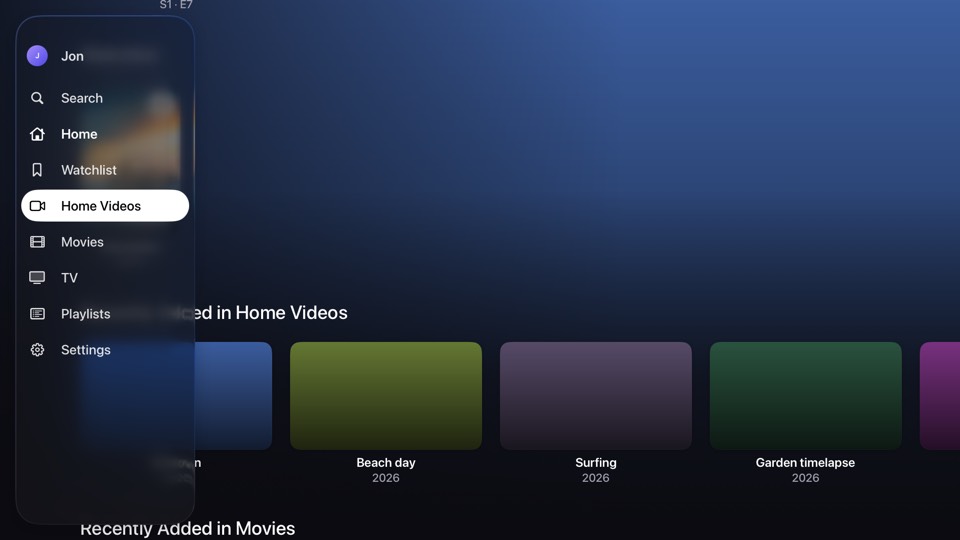 S1 · E7
J
Jon
Search
Home
Watchlist
Home Videos
Movies
TV
Playlists
Settings
in Home Videos
Beach day
2026
Surfing
2026
Garden timelapse
2026
Recently Added in Movies